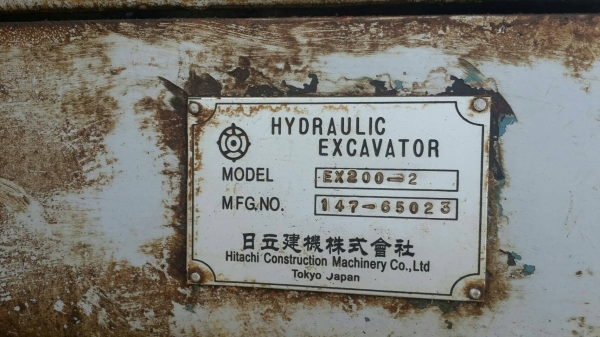 HYDRAULIC
EXCAVATOR
MODEL EX200-2
MFG.NO. 147-65023
日立建機株式會社
Hitachi Construction Machinery Co.,Ltd
Tokyo Japan